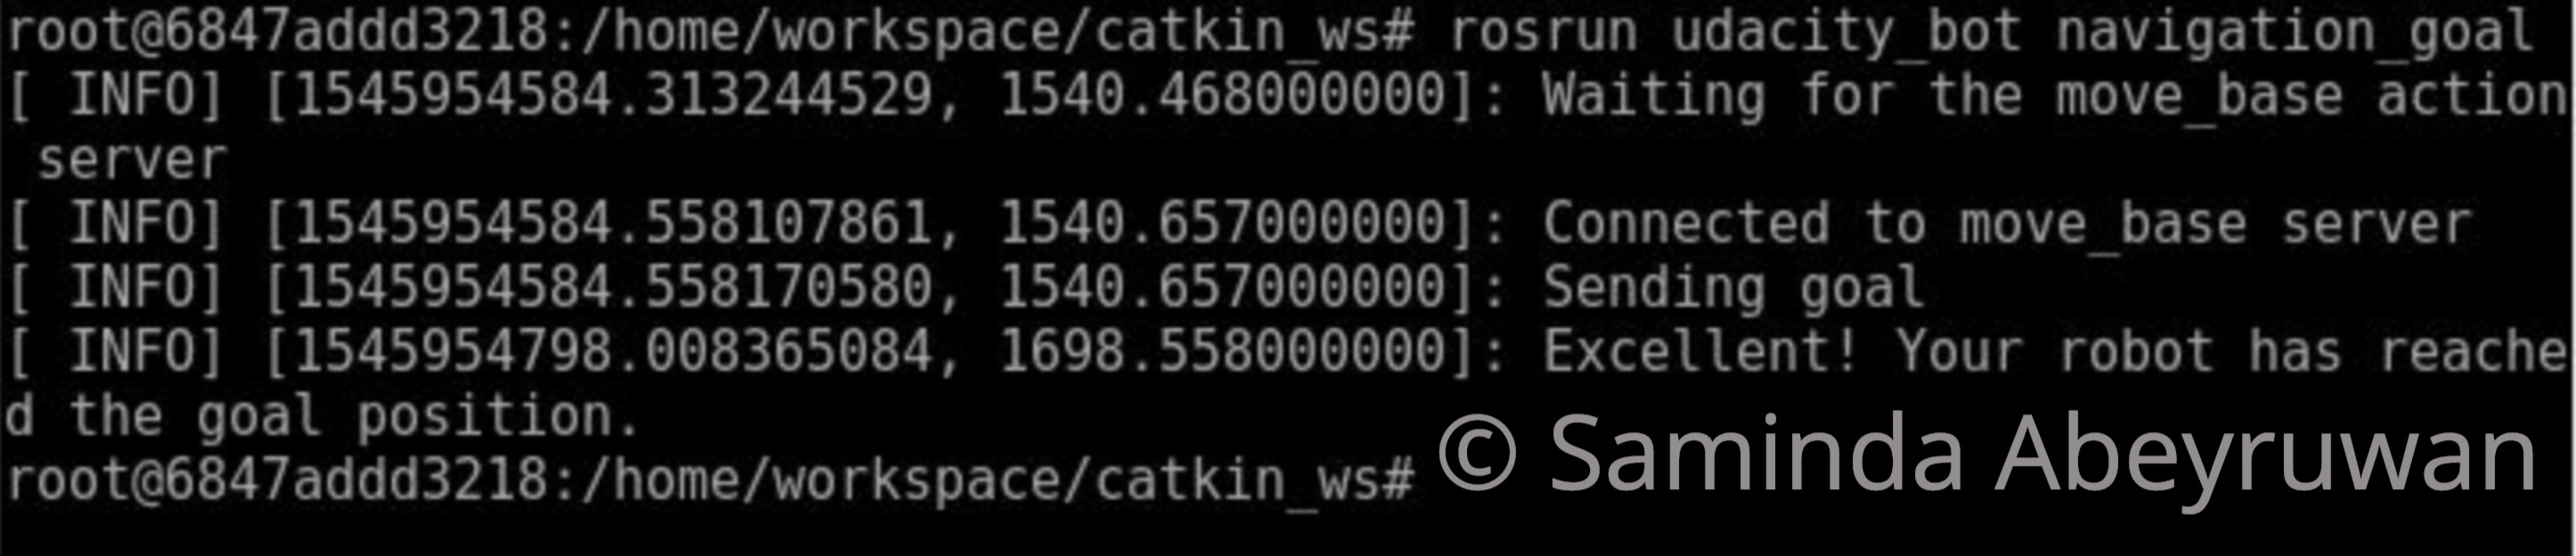 root@6847addd3218:/home/workspace/catkin_ws# rosrun udacity_bot navigation_goal
[ INFO] [1545954584.313244529, 1540.468000000]: Waiting for the move_base action
 server
[ INFO] [1545954584.558107861, 1540.657000000]: Connected to move_base server
[ INFO] [1545954584.558170580, 1540.657000000]: Sending goal
[ INFO] [1545954798.008365084, 1698.558000000]: Excellent! Your robot has reache
d the goal position.
root@6847addd3218:/home/workspace/catkin_ws#
© Saminda Abeyruwan